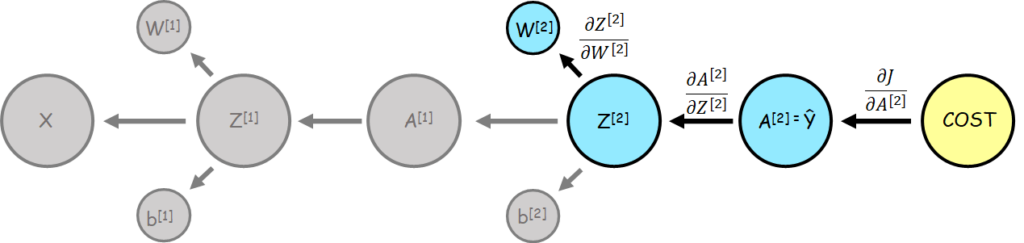 W[1]
W[2]
∂Z[2]
∂W[2]
∂A[2]
∂Z[2]
∂J
∂A[2]
X
Z[1]
A[1]
Z[2]
A[2] = Ŷ
COST
b[1]
b[2]